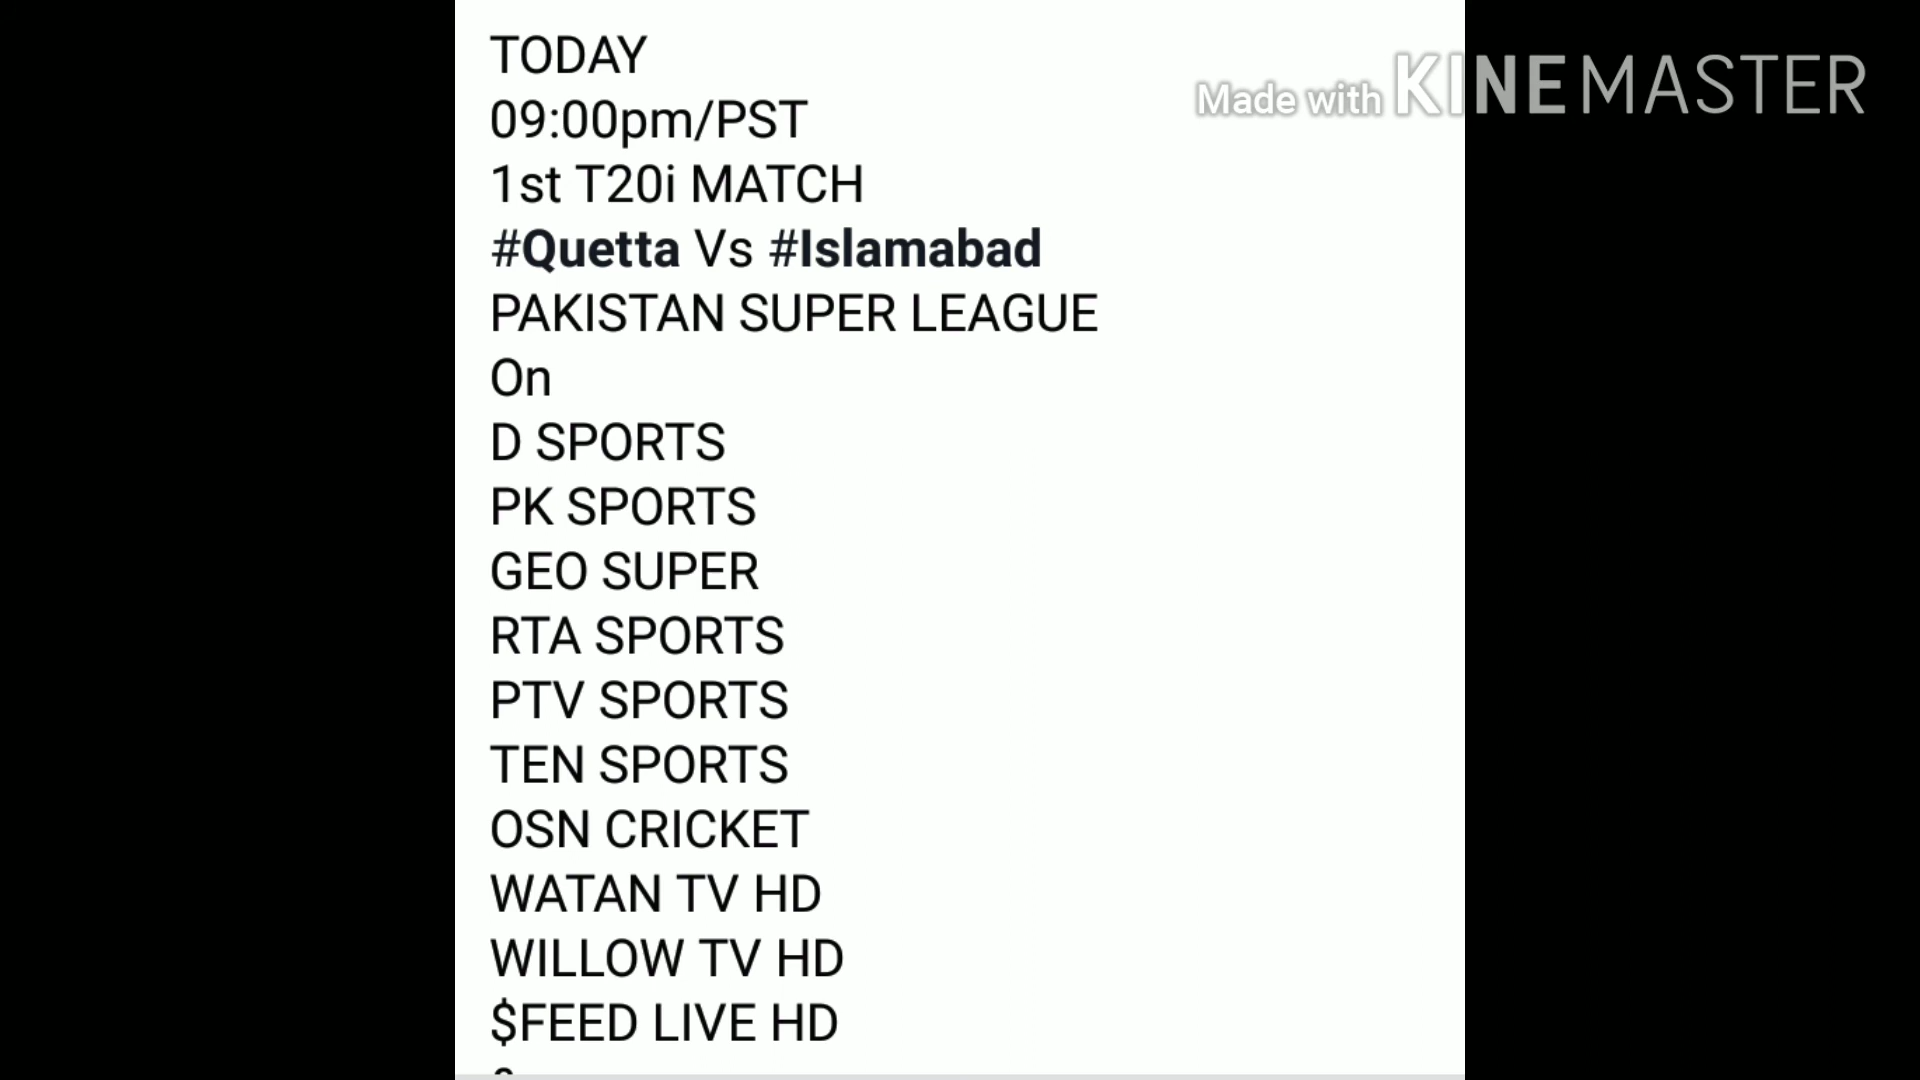 TODAY
09:00pm/PST
Made with KINEMASTER
1st T20i MATCH
#Quetta Vs #Islamabad
PAKISTAN SUPER LEAGUE
On
D SPORTS
PK SPORTS
GEO SUPER
RTA SPORTS
PTV SPORTS
TEN SPORTS
OSN CRICKET
WATAN TV HD
WILLOW TV HD
$FEED LIVE HD